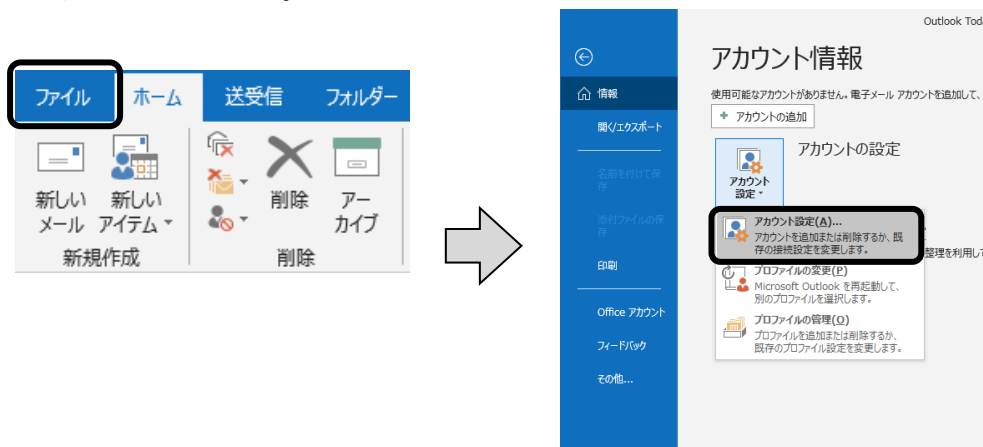 ファイル ホーム 送受信 フォルダー
新しい
メール
新しい
アイテム
削除
アー
カイブ
新規作成
削除
Outlook Tod
アカウント情報
情報
開く/エクスポート
名前を付けて保
存
添付ファイルの保
存
印刷
Office アカウント
フィードバック
その他...
使用可能なアカウントがありません。電子メール アカウントを追加して、
アカウントの追加
アカウント
設定
アカウントの設定
アカウント設定(A)...
アカウントを追加または削除するか、既
存の接続設定を変更します。
整理を利用して
プロファイルの変更(P)
Microsoft Outlook を再起動して、
別のプロファイルを選択します。
プロファイルの管理(O)
プロファイルを追加または削除するか、
既存のプロファイル設定を変更します。